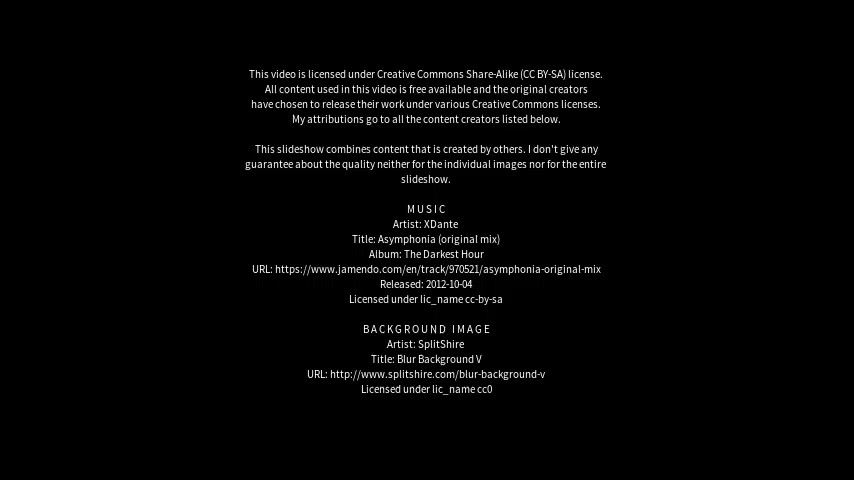 This video is licensed under Creative Commons Share-Alike (CC BY-SA) license.
All content used in this video is free available and the original creators
have chosen to release their work under various Creative Commons licenses.
My attributions go to all the content creators listed below.
This slideshow combines content that is created by others. I don't give any
guarantee about the quality neither for the individual images nor for the entire
slideshow.
MUSIC
Artist: XDante
Title: Asymphonia (original mix)
Album: The Darkest Hour
URL: https://www.jamendo.com/en/track/970521/asymphonia-original-mix
Released: 2012-10-04
Licensed under lic_name cc-by-sa
BACKGROUND IMAGE
Artist: SplitShire
Title: Blur Background V
URL: http://www.splitshire.com/blur-background-v
Licensed under lic_name cc0